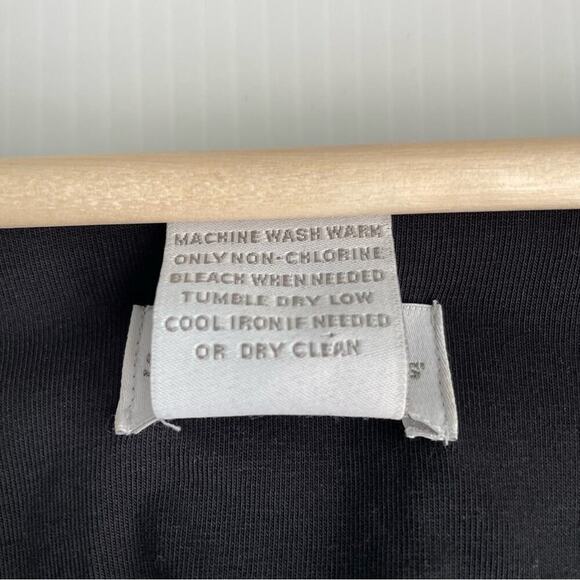 MACHINE WASH WARM
ONLY NON-CHLORINE
BLEACH WHEN NEEDED
TUMBLE DRY LOW
COOL IRON IF NEEDED
OR DRY CLEAN